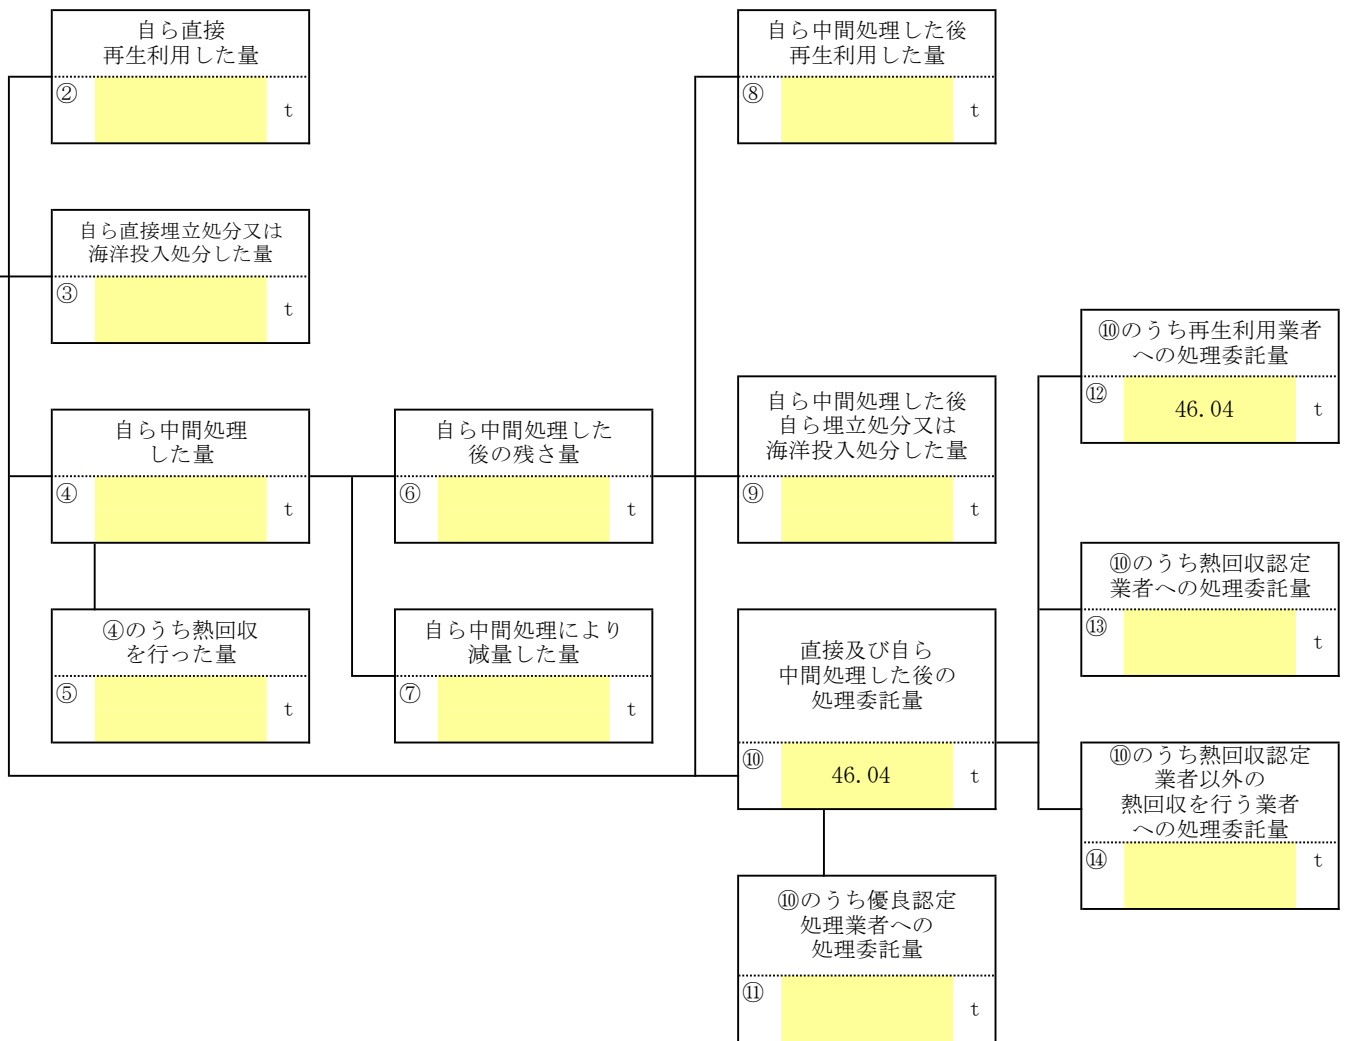 自ら直接
再生利用した量
② t
自ら直接埋立処分又は
海洋投入処分した量
③ t
自ら中間処理
した量
④ t
④のうち熱回収
を行った量
⑤ t
自ら中間処理した
後の残さ量
⑥ t
自ら中間処理により
減量した量
⑦ t
自ら中間処理した後
再生利用した量
⑧ t
自ら中間処理した後
自ら埋立処分又は
海洋投入処分した量
⑨ t
直接及び自ら
中間処理した後の
処理委託量
⑩ 46.04 t
⑩のうち優良認定
処理業者への
処理委託量
⑪ t
⑩のうち再生利用業者
への処理委託量
⑫ 46.04 t
⑩のうち熱回収認定
業者への処理委託量
⑬ t
⑩のうち熱回収認定
業者以外の
熱回収を行う業者
への処理委託量
⑭ t